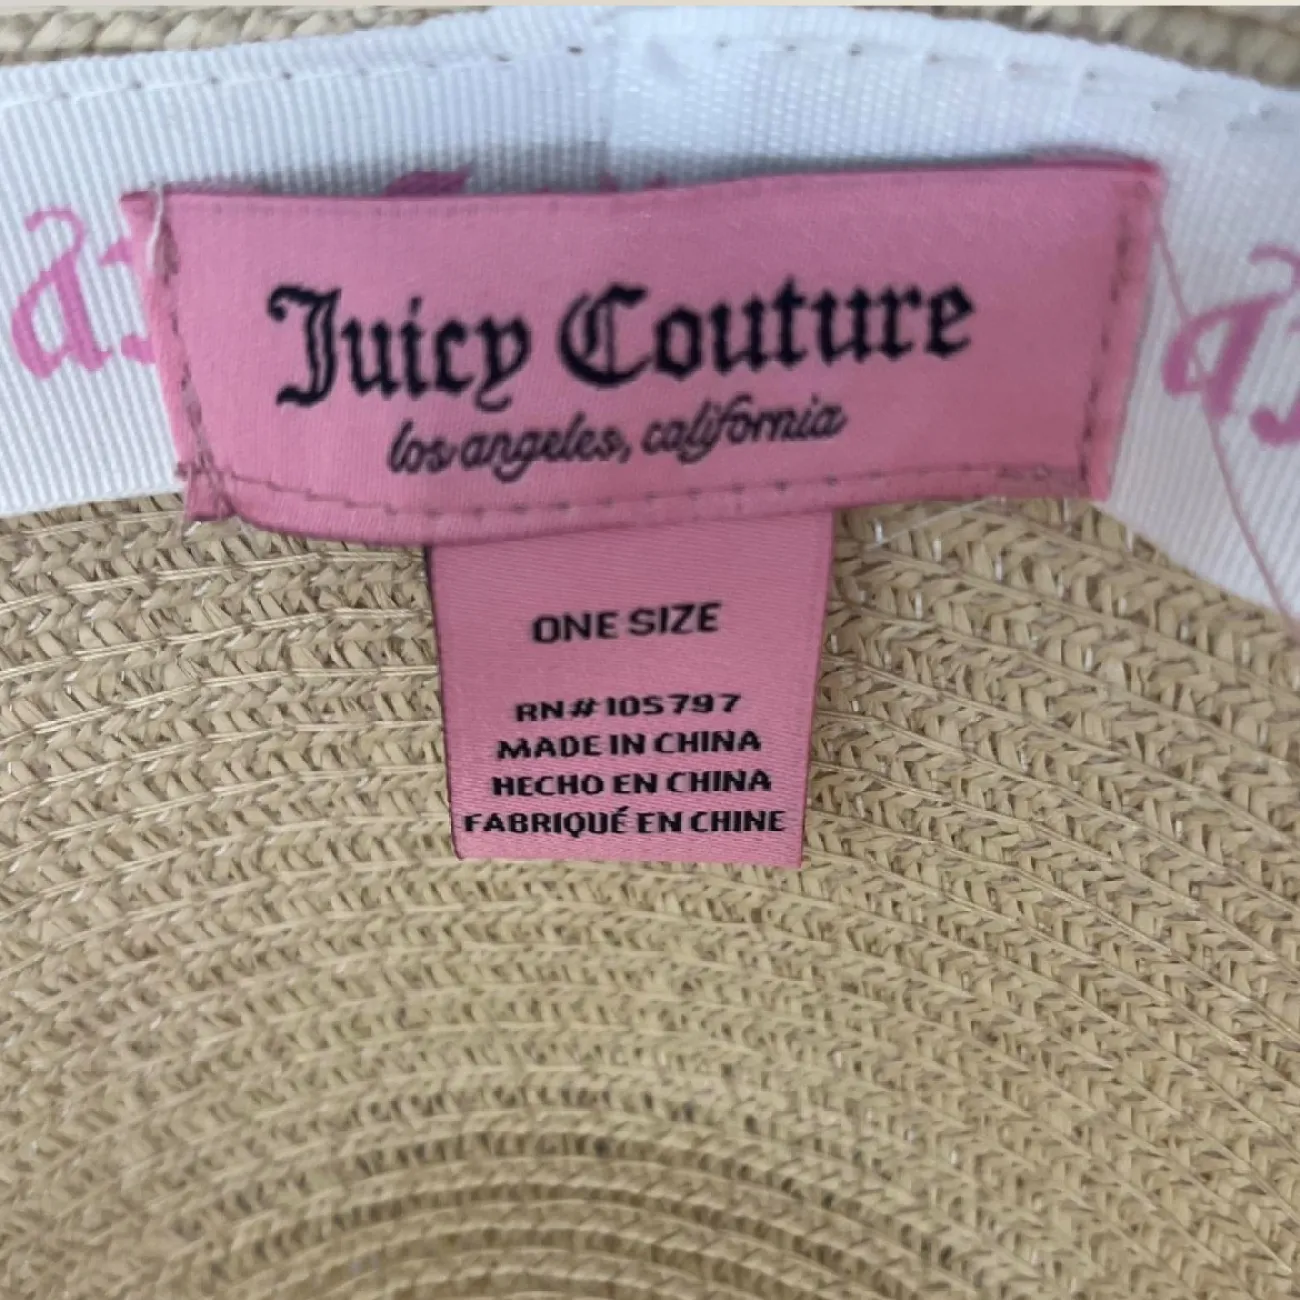 Juicy Couture
los angeles, california
ONE SIZE
RN# 105797
MADE IN CHINA
HECHO EN CHINA
FABRIQUÉ EN CHINE